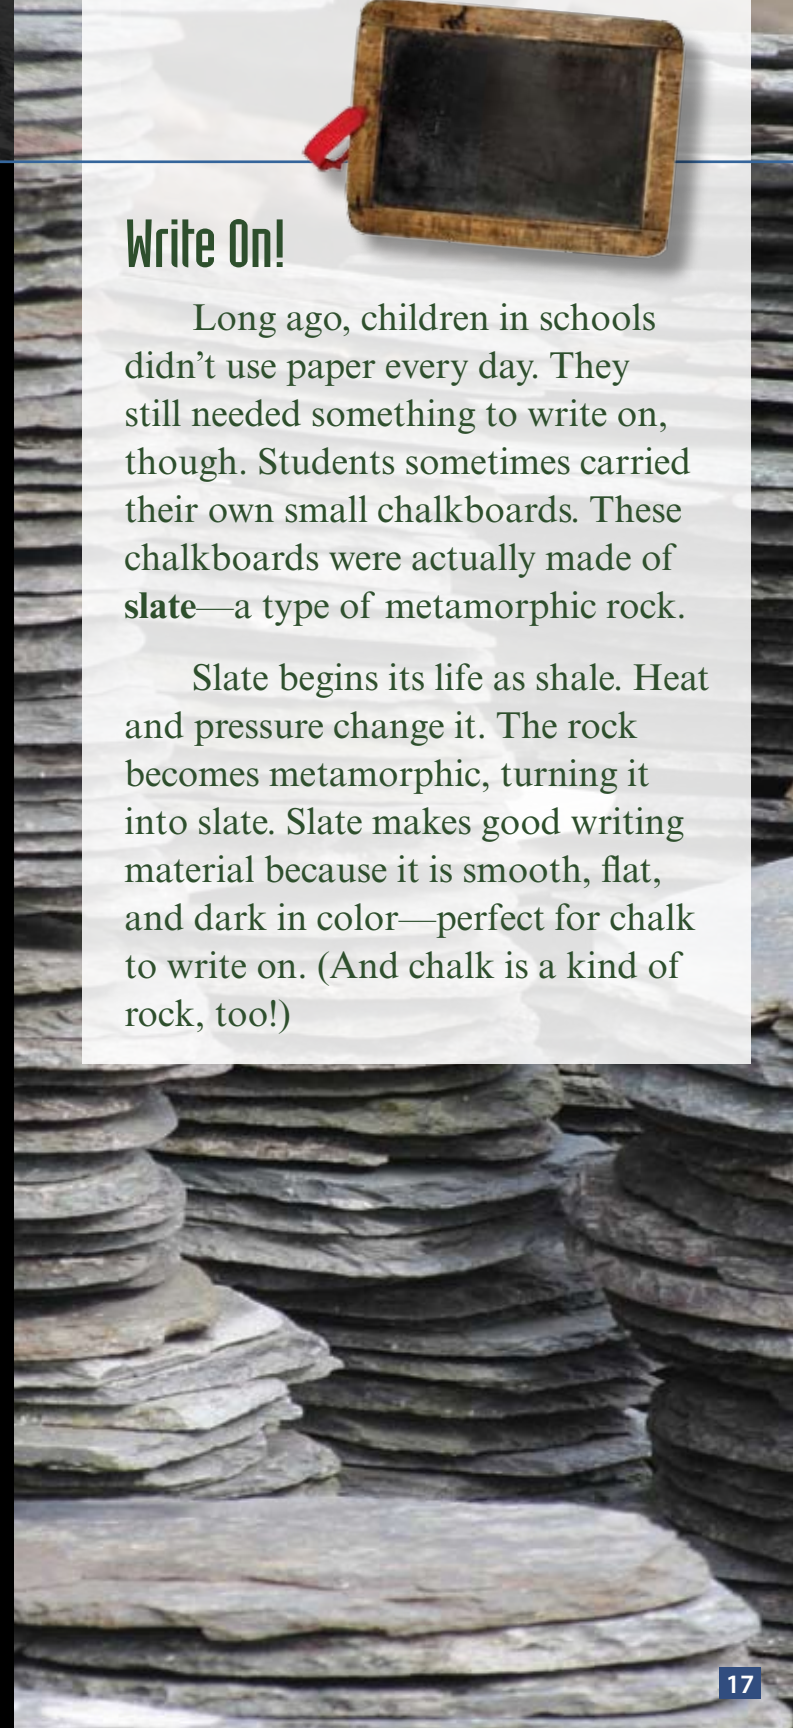 Write On!
Long ago, children in schools
didn’t use paper every day. They
still needed something to write on,
though. Students sometimes carried
their own small chalkboards. These
chalkboards were actually made of
slate—a type of metamorphic rock.
Slate begins its life as shale. Heat
and pressure change it. The rock
becomes metamorphic, turning it
into slate. Slate makes good writing
material because it is smooth, flat,
and dark in color—perfect for chalk
to write on. (And chalk is a kind of
rock, too!)
17